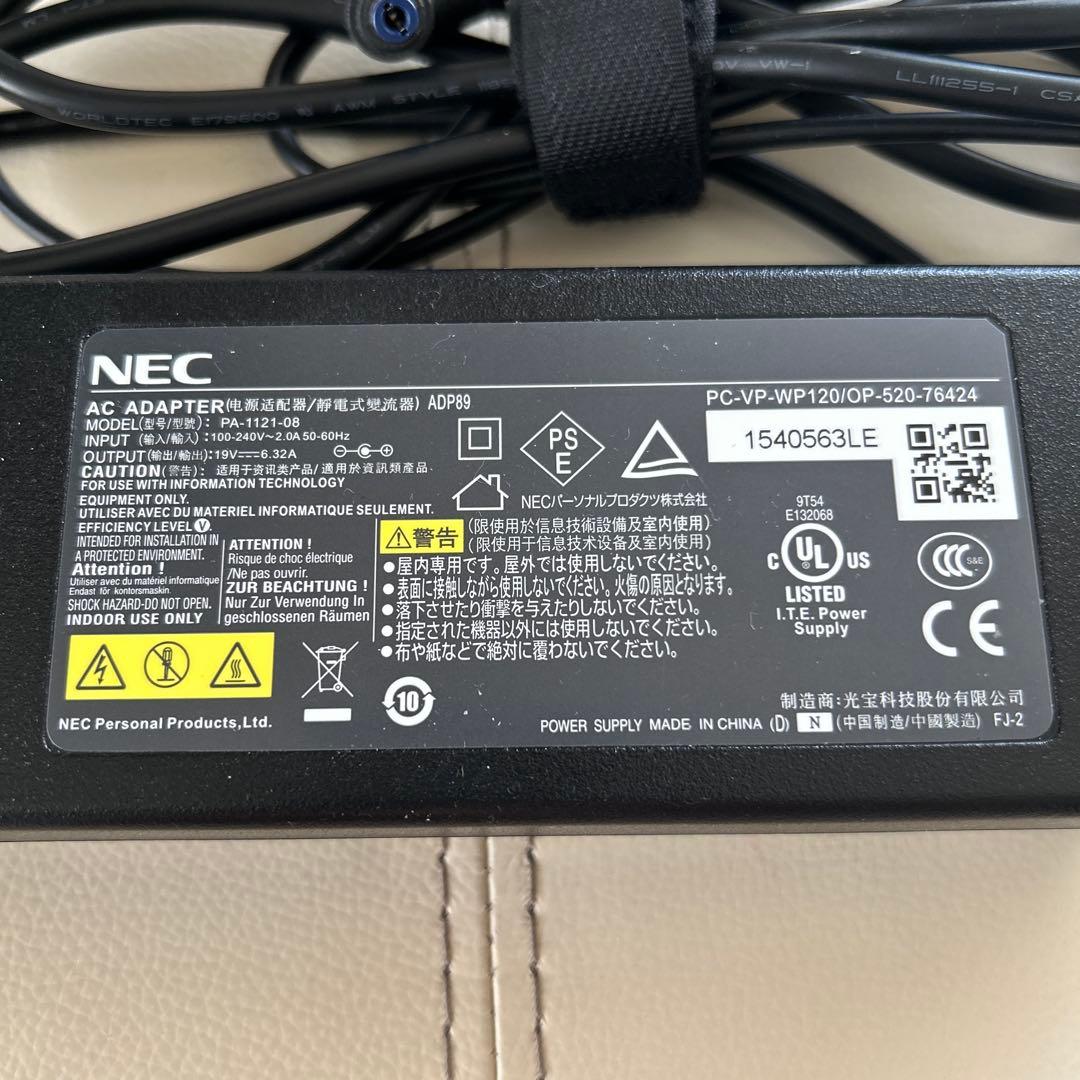 WORLDTEC E179600 AWM STYLE
VW-1
LL111255-1 CSA
NEC
AC ADAPTER(电源适配器/靜電式變流器) ADP89
PC-VP-WP120/OP-520-76424
MODEL(型号/型號): PA-1121-08
INPUT (输入/輸入):100-240V~2.0A 50-60Hz
OUTPUT(输出/輸出):19V⎓6.32A
1540563LE
CAUTION(警告): 适用于资讯类产品/適用於資訊類產品.
FOR USE WITH INFORMATION TECHNOLOGY
EQUIPMENT ONLY.
UTILISER AVEC DU MATERIEL INFORMATIQUE SEULEMENT.
EFFICIENCY LEVEL Ⓥ
INTENDED FOR INSTALLATION IN
A PROTECTED ENVIRONMENT.
Attention !
Utiliser avec du matériel informatique
Endast för kontorsmaskin.
SHOCK HAZARD-DO NOT OPEN.
INDOOR USE ONLY
ATTENTION !
Risque de choc électrique
/Ne pas ouvrir.
ZUR BEACHTUNG !
Nur Zur Verwendung In
geschlossenen Räumen
PS
E
NECパーソナルプロダクツ株式会社
警告
(限使用於信息技術設備及室内使用)
(限使用于信息技术设备及室内使用)
●屋内専用です。屋外では使用しないでください。
●表面に接触しながら使用しないでください。火傷の原因となります。
●落下させたり衝撃を与えたりしないでください。
●指定された機器以外には使用しないでください。
●布や紙などで絶対に覆わないでください。
9T54
E132068
C UL US
LISTED
I.T.E. Power
Supply
CCC S&E
CE
10
NEC Personal Products,Ltd.
制造商:光宝科技股份有限公司
POWER SUPPLY MADE IN CHINA (D) N (中国制造/中國製造) FJ-2